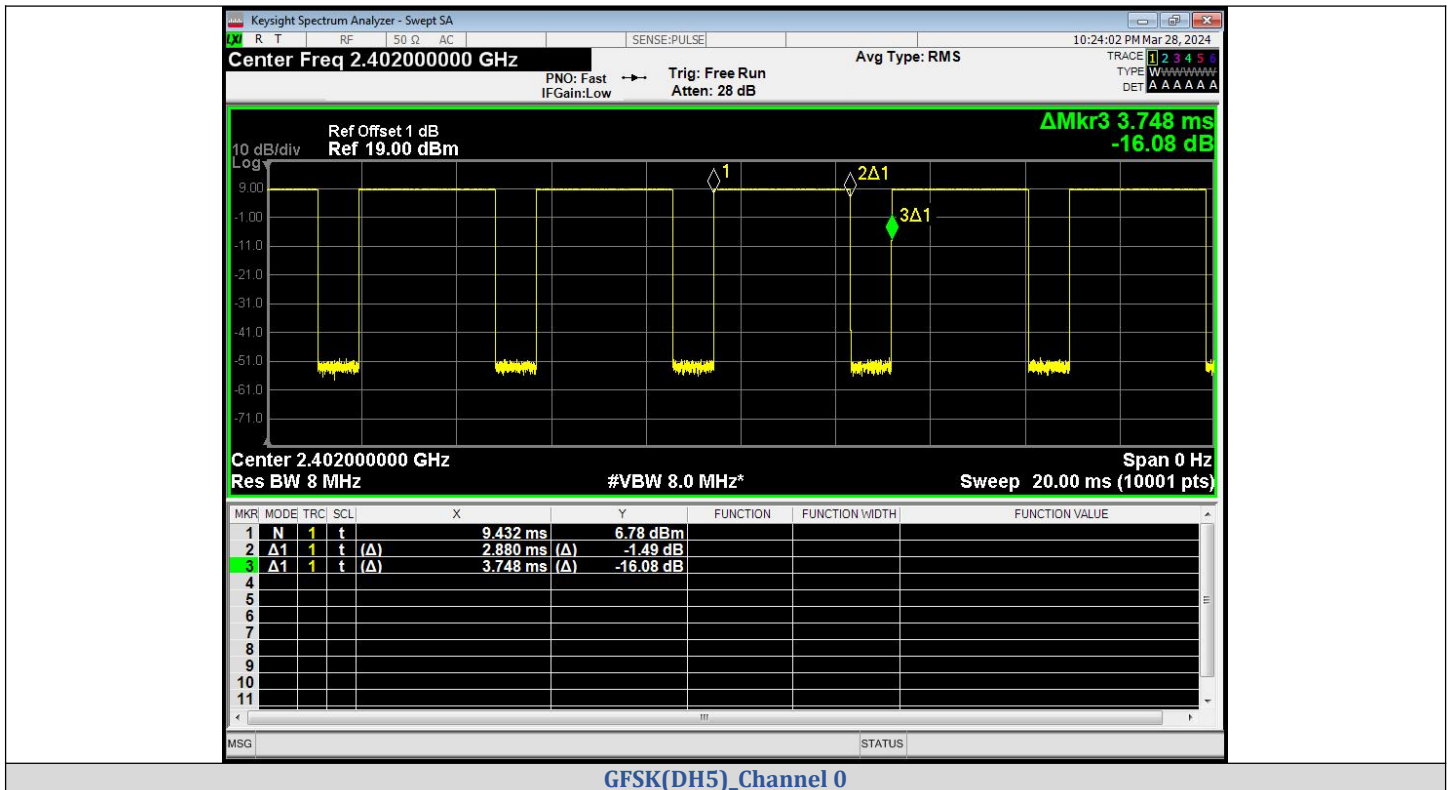 Keysight Spectrum Analyzer - Swept SA
LXI R T RF 50 Ω AC SENSE:PULSE 10:24:02 PM Mar 28, 2024
Center Freq 2.402000000 GHz Avg Type: RMS TRACE 1 2 3 4 5 6
PNO: Fast Trig: Free Run TYPE WWWWWW
IFGain:Low Atten: 28 dB DET A A A A A A
ΔMkr3 3.748 ms
-16.08 dB
Ref Offset 1 dB
10 dB/div Ref 19.00 dBm
Log
1
2Δ1
3Δ1
9.00
-1.00
-11.0
-21.0
-31.0
-41.0
-51.0
-61.0
-71.0
Center 2.402000000 GHz Span 0 Hz
Res BW 8 MHz #VBW 8.0 MHz* Sweep 20.00 ms (10001 pts)
MKR MODE TRC SCL X Y FUNCTION FUNCTION WIDTH FUNCTION VALUE
1 N 1 t 9.432 ms 6.78 dBm
2 Δ1 1 t (Δ) 2.880 ms (Δ) -1.49 dB
3 Δ1 1 t (Δ) 3.748 ms (Δ) -16.08 dB
4
5
6
7
8
9
10
11
MSG STATUS
GFSK(DH5)_Channel 0